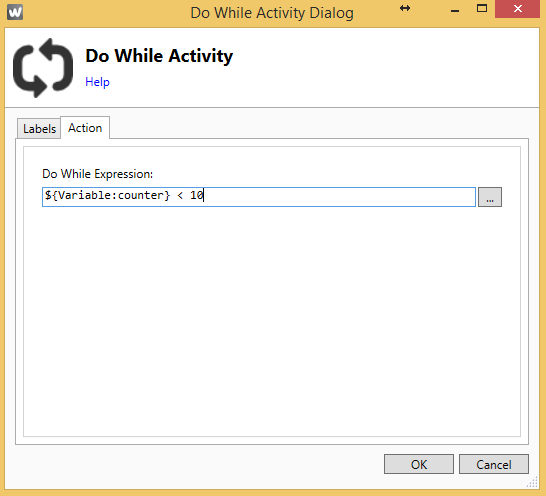 W
Do While Activity Dialog
Do While Activity
Help
Labels
Action
Do While Expression:
${Variable:counter} < 10
...
OK
Cancel